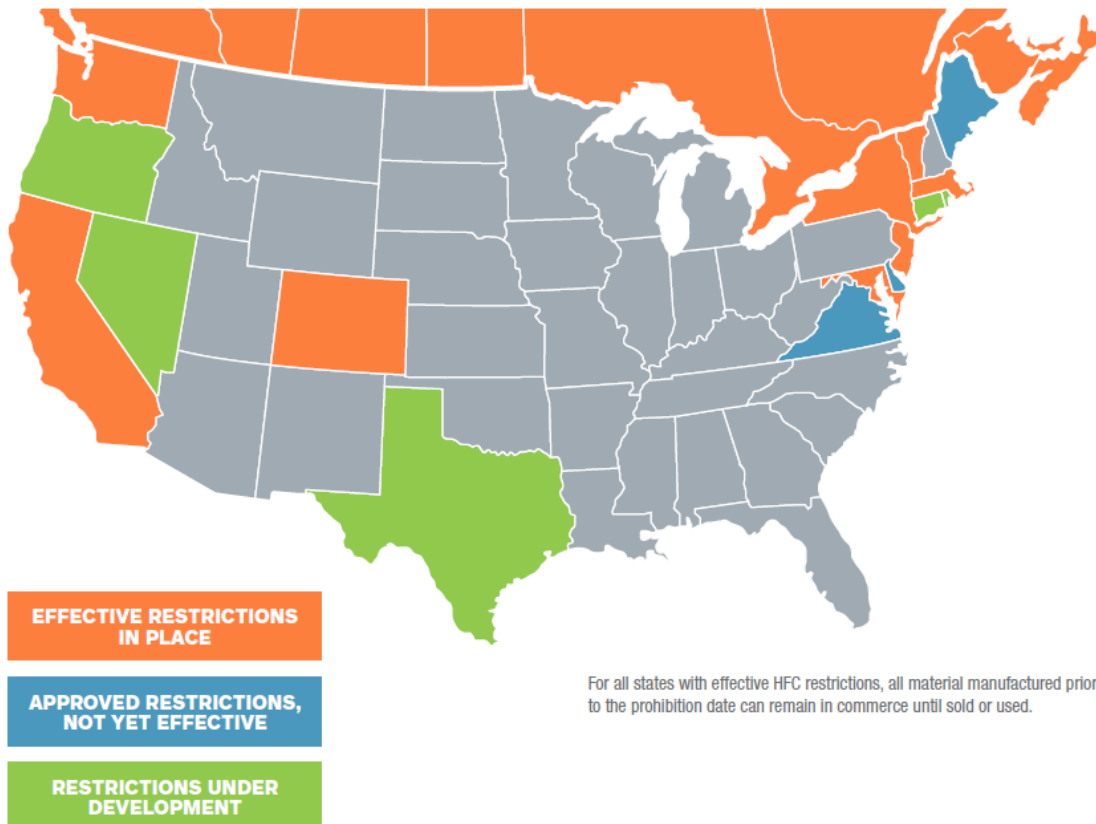 EFFECTIVE RESTRICTIONS
IN PLACE
APPROVED RESTRICTIONS,
NOT YET EFFECTIVE
RESTRICTIONS UNDER
DEVELOPMENT
For all states with effective HFC restrictions, all material manufactured prior
to the prohibition date can remain in commerce until sold or used.